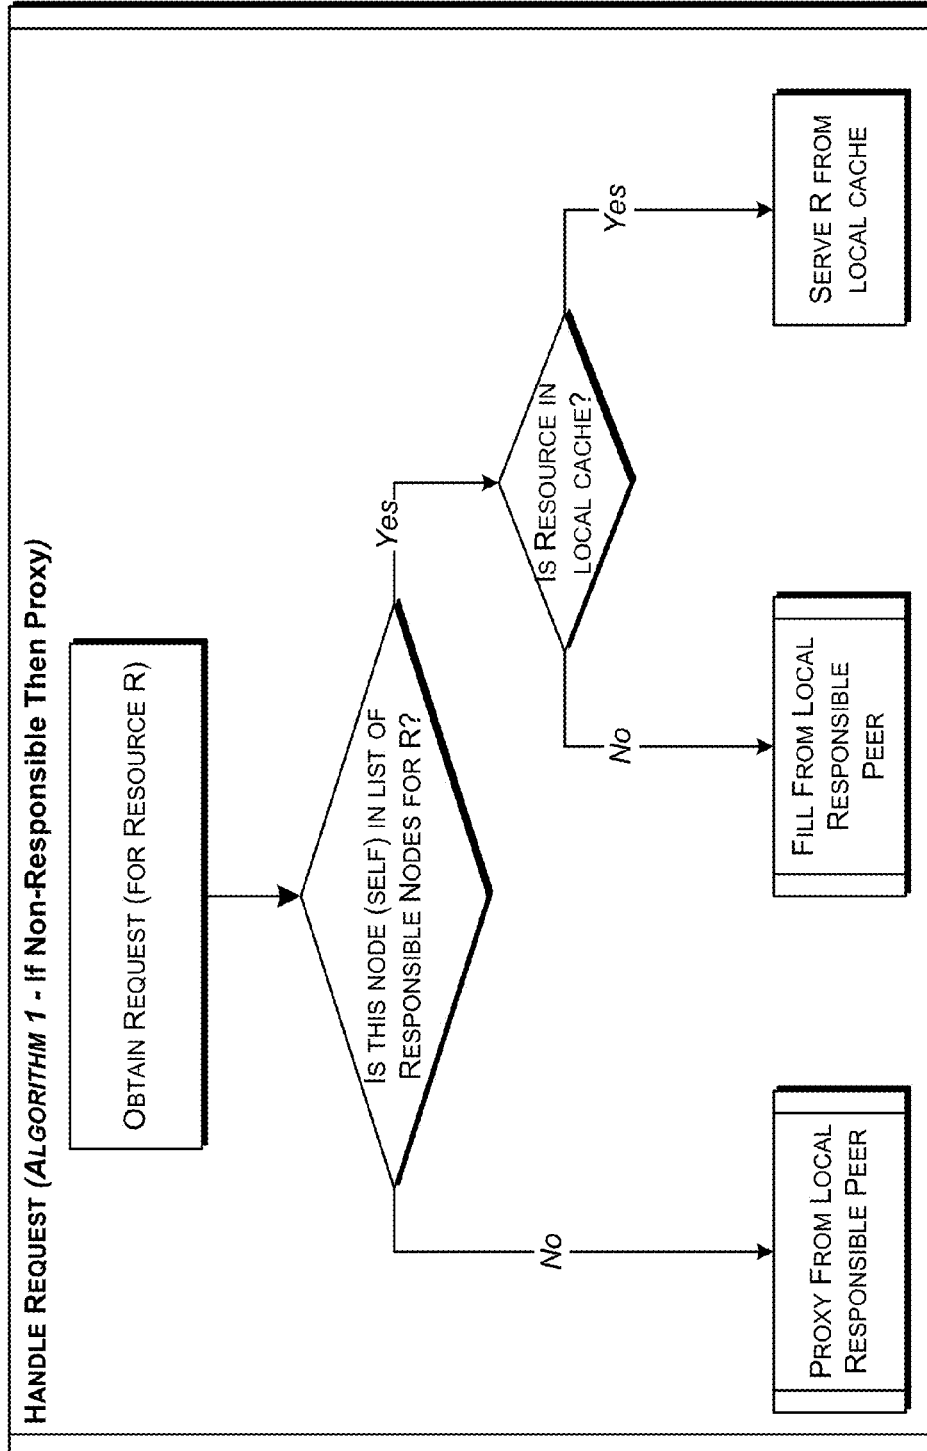 HANDLE REQUEST (ALGORITHM 1 - If Non-Responsible Then Proxy)
OBTAIN REQUEST (FOR RESOURCE R)
IS THIS NODE (SELF) IN LIST OF
RESPONSIBLE NODES FOR R?
No
Yes
IS RESOURCE IN
LOCAL CACHE?
No
Yes
PROXY FROM LOCAL
RESPONSIBLE PEER
FILL FROM LOCAL
RESPONSIBLE
PEER
SERVE R FROM
LOCAL CACHE